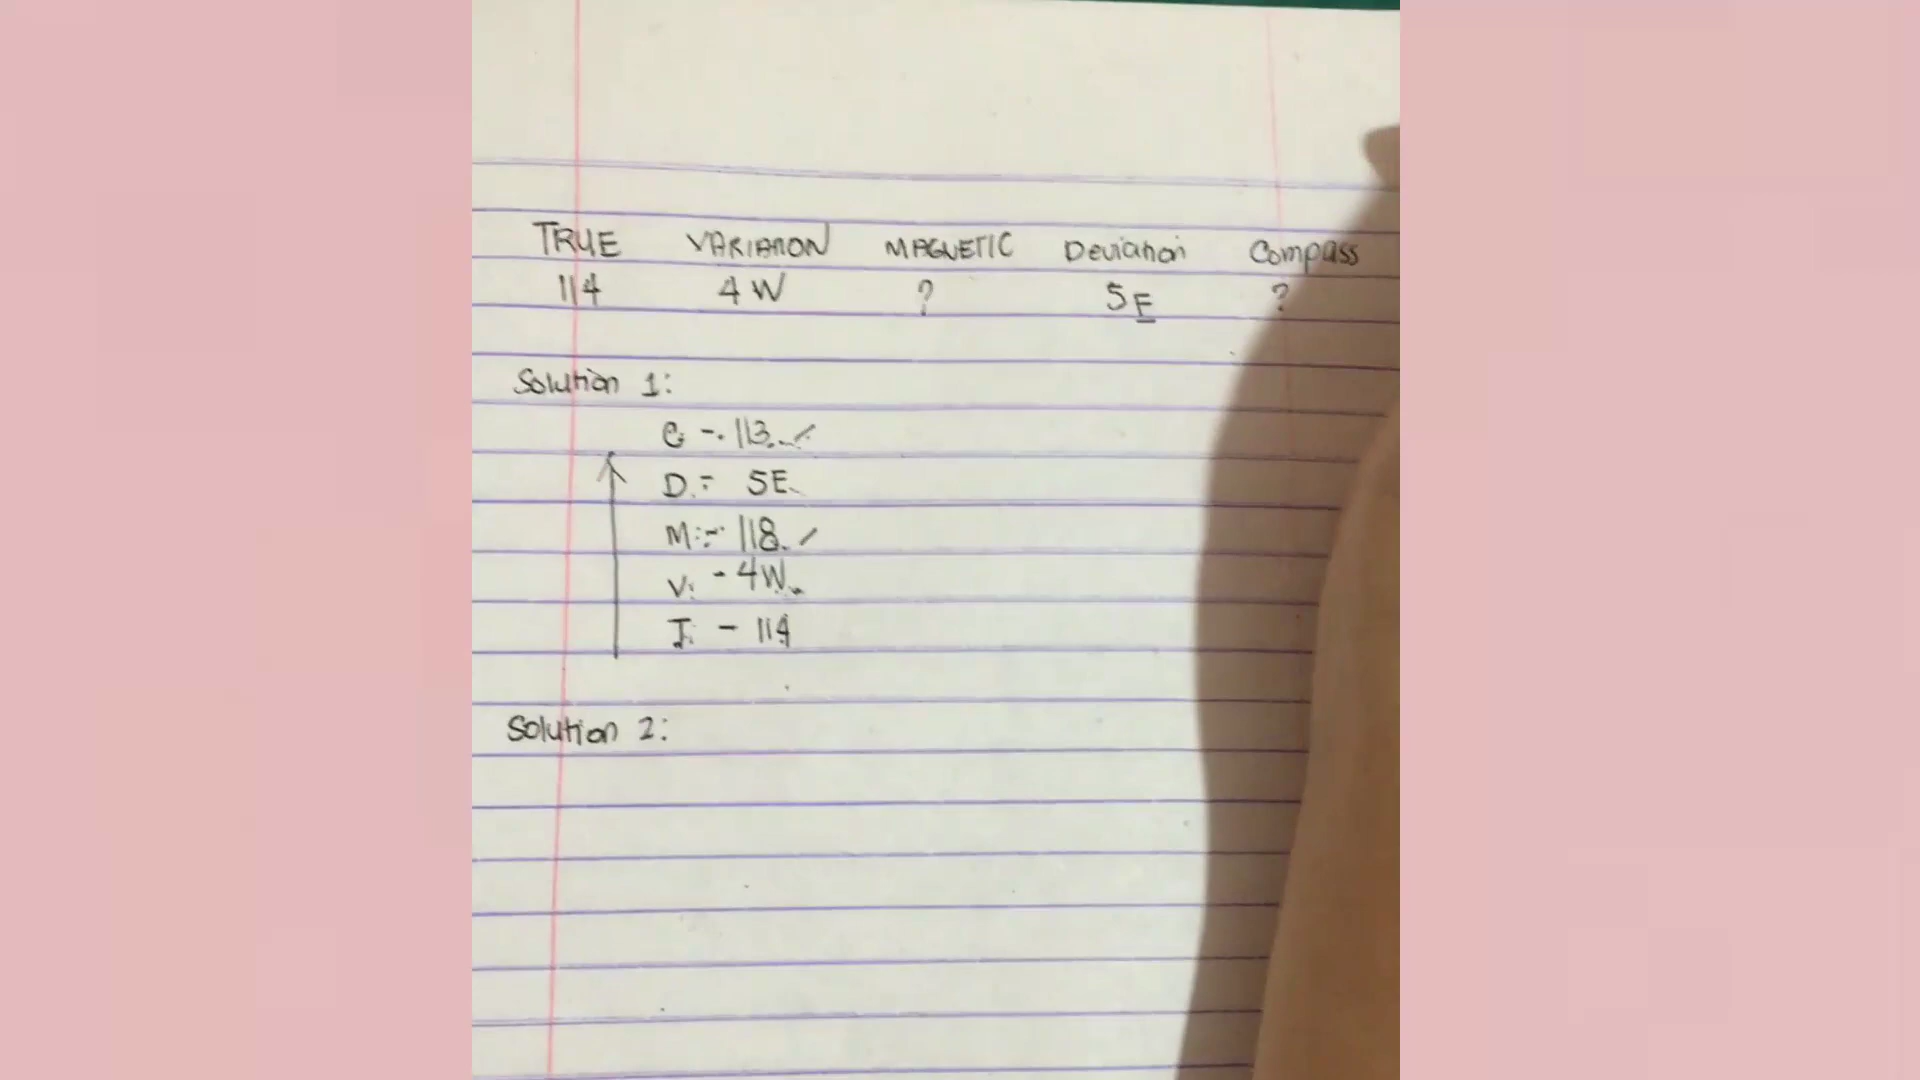 TRUE VARIATION MAGNETIC Deviation Compass
114 4 W ? 5 E ?
Solution 1:
C - 113
D. = 5E
M: - 118
V: - 4W
T: - 114
Solution 2: